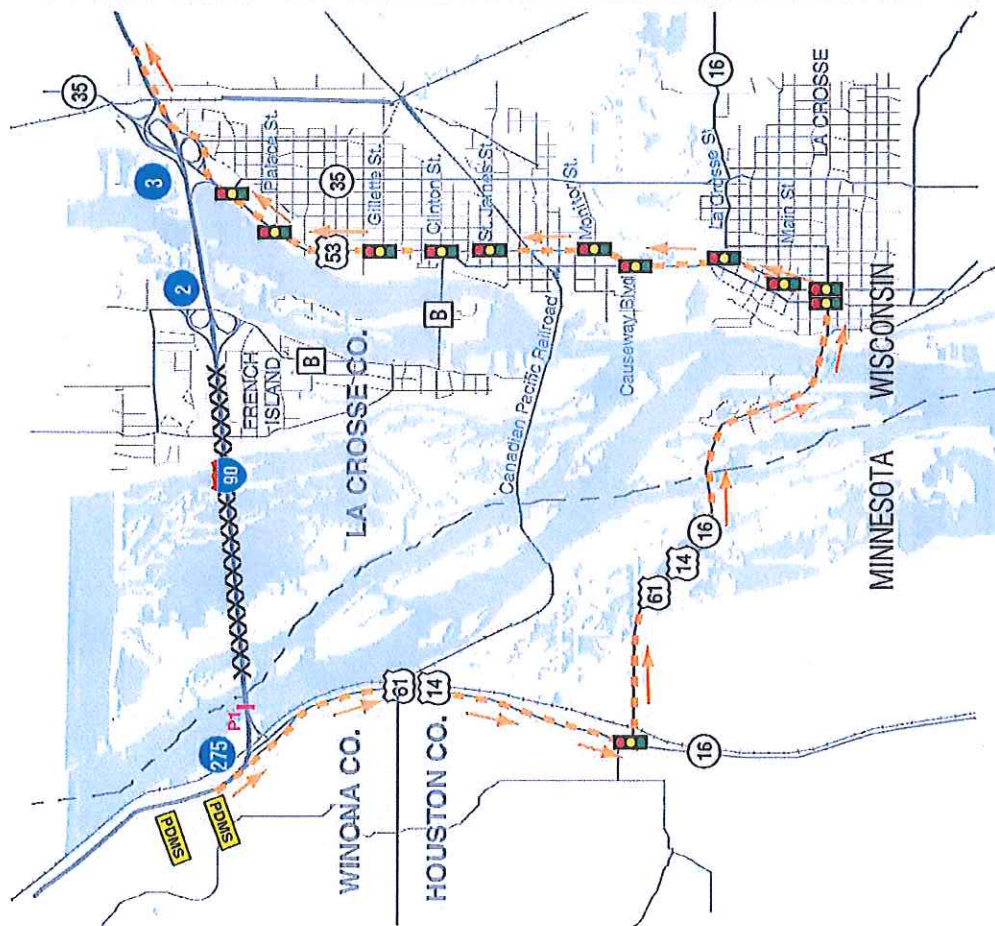 35
3
2
Palace St.
35
Gillette St.
53
Clinton St.
St. James St.
Monitor St.
16
La Crosse St.
LA CROSSE
Main St.
B
B
FRENCH
ISLAND
90
LA CROSSE CO.
Canadian Pacific Railroad
Causeway Blvd
WISCONSIN
MINNESOTA
16
14
61
P1
275
61
14
16
PDMS
PDMS
WINONA CO.
HOUSTON CO.